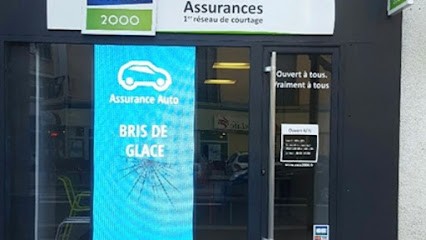 Assurances
1er réseau de courtage
2000
Assurance Auto
BRIS DE
GLACE
Ouvert à tous.
Vraiment à tous